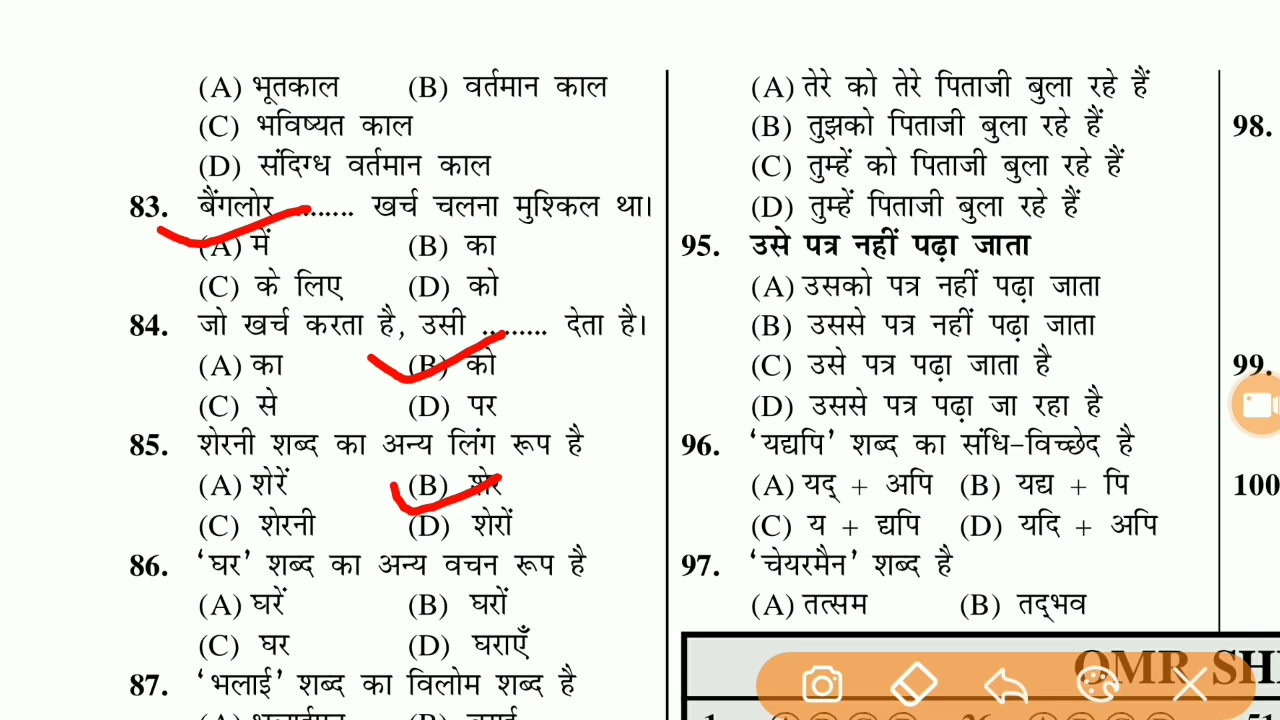 (A) भूतकाल (B) वर्तमान काल
(C) भविष्यत काल
(D) संदिग्ध वर्तमान काल
83. बैंगलोर ......... खर्च चलना मुश्किल था।
(A) में (B) का
(C) के लिए (D) को
84. जो खर्च करता है, उसी ......... देता है।
(A) का (B) को
(C) से (D) पर
85. शेरनी शब्द का अन्य लिंग रूप है
(A) शेरें (B) शेर
(C) शेरनी (D) शेरों
86. ‘घर’ शब्द का अन्य वचन रूप है
(A) घरें (B) घरों
(C) घर (D) घराएँ
87. ‘भलाई’ शब्द का विलोम शब्द है
(A) तेरे को तेरे पिताजी बुला रहे हैं
(B) तुझको पिताजी बुला रहे हैं
(C) तुम्हें को पिताजी बुला रहे हैं
(D) तुम्हें पिताजी बुला रहे हैं
95. उसे पत्र नहीं पढ़ा जाता
(A) उसको पत्र नहीं पढ़ा जाता
(B) उससे पत्र नहीं पढ़ा जाता
(C) उसे पत्र पढ़ा जाता है
(D) उससे पत्र पढ़ा जा रहा है
96. ‘यद्यपि’ शब्द का संधि-विच्छेद है
(A) यद् + अपि (B) यद्य + पि
(C) य + द्यपि (D) यदि + अपि
97. ‘चेयरमैन’ शब्द है
(A) तत्सम (B) तद्भव
OMR
98.
99.
100